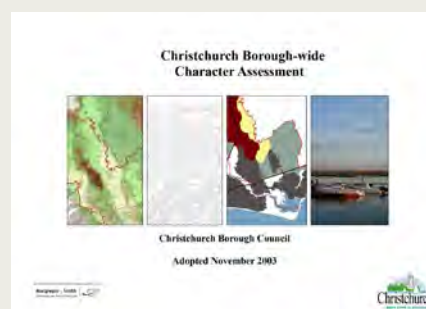 Christchurch Borough-wide
Character Assessment
Christchurch Borough Council
Adopted November 2003
Christchurch